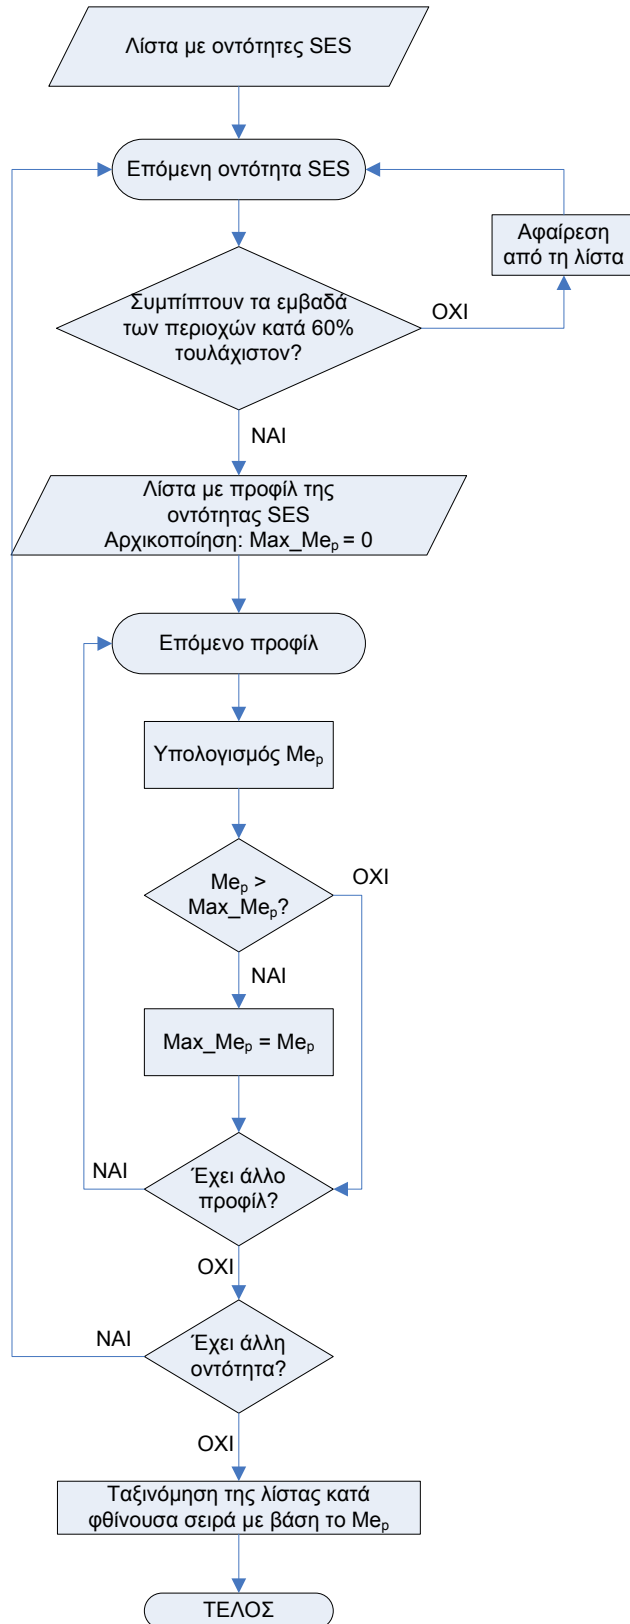 Λίστα με οντότητες SES
Επόμενη οντότητα SES
Αφαίρεση
από τη λίστα
Συμπίπτουν τα εμβαδά
των περιοχών κατά 60%
τουλάχιστον?
ΟΧΙ
ΝΑΙ
Λίστα με προφίλ της
οντότητας SES
Αρχικοποίηση: Max_Meₚ = 0
Επόμενο προφίλ
Υπολογισμός Meₚ
Meₚ >
Max_Meₚ?
ΟΧΙ
ΝΑΙ
Max_Meₚ = Meₚ
Έχει άλλο
προφίλ?
ΝΑΙ
ΟΧΙ
Έχει άλλη
οντότητα?
ΝΑΙ
ΟΧΙ
Ταξινόμηση της λίστας κατά
φθίνουσα σειρά με βάση το Meₚ
ΤΕΛΟΣ